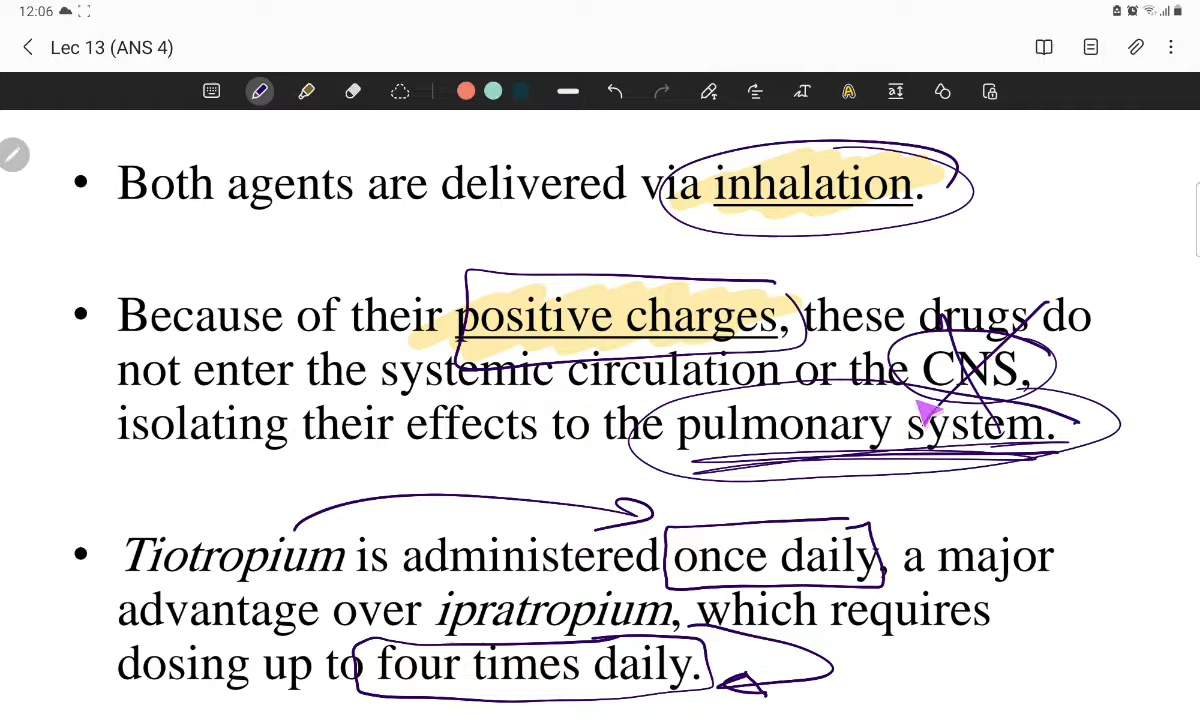 12:06
Lec 13 (ANS 4)
• Both agents are delivered via inhalation.
• Because of their positive charges, these drugs do
not enter the systemic circulation or the CNS,
isolating their effects to the pulmonary system.
• Tiotropium is administered once daily, a major
advantage over ipratropium, which requires
dosing up to four times daily.